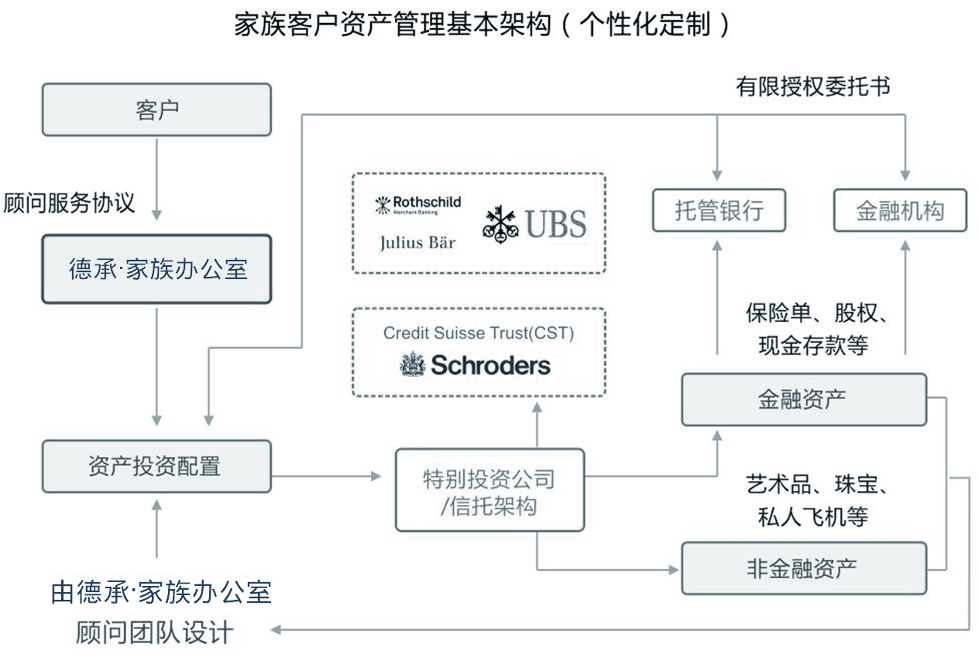 家族客户资产管理基本架构（个性化定制）
有限授权委托书
客户
顾问服务协议
Rothschild
Merchant Banking
Julius Bär
UBS
托管银行
金融机构
德承·家族办公室
保险单、股权、
现金存款等
Credit Suisse Trust(CST)
Schroders
金融资产
资产投资配置
特别投资公司
/信托架构
艺术品、珠宝、
私人飞机等
非金融资产
由德承·家族办公室
顾问团队设计